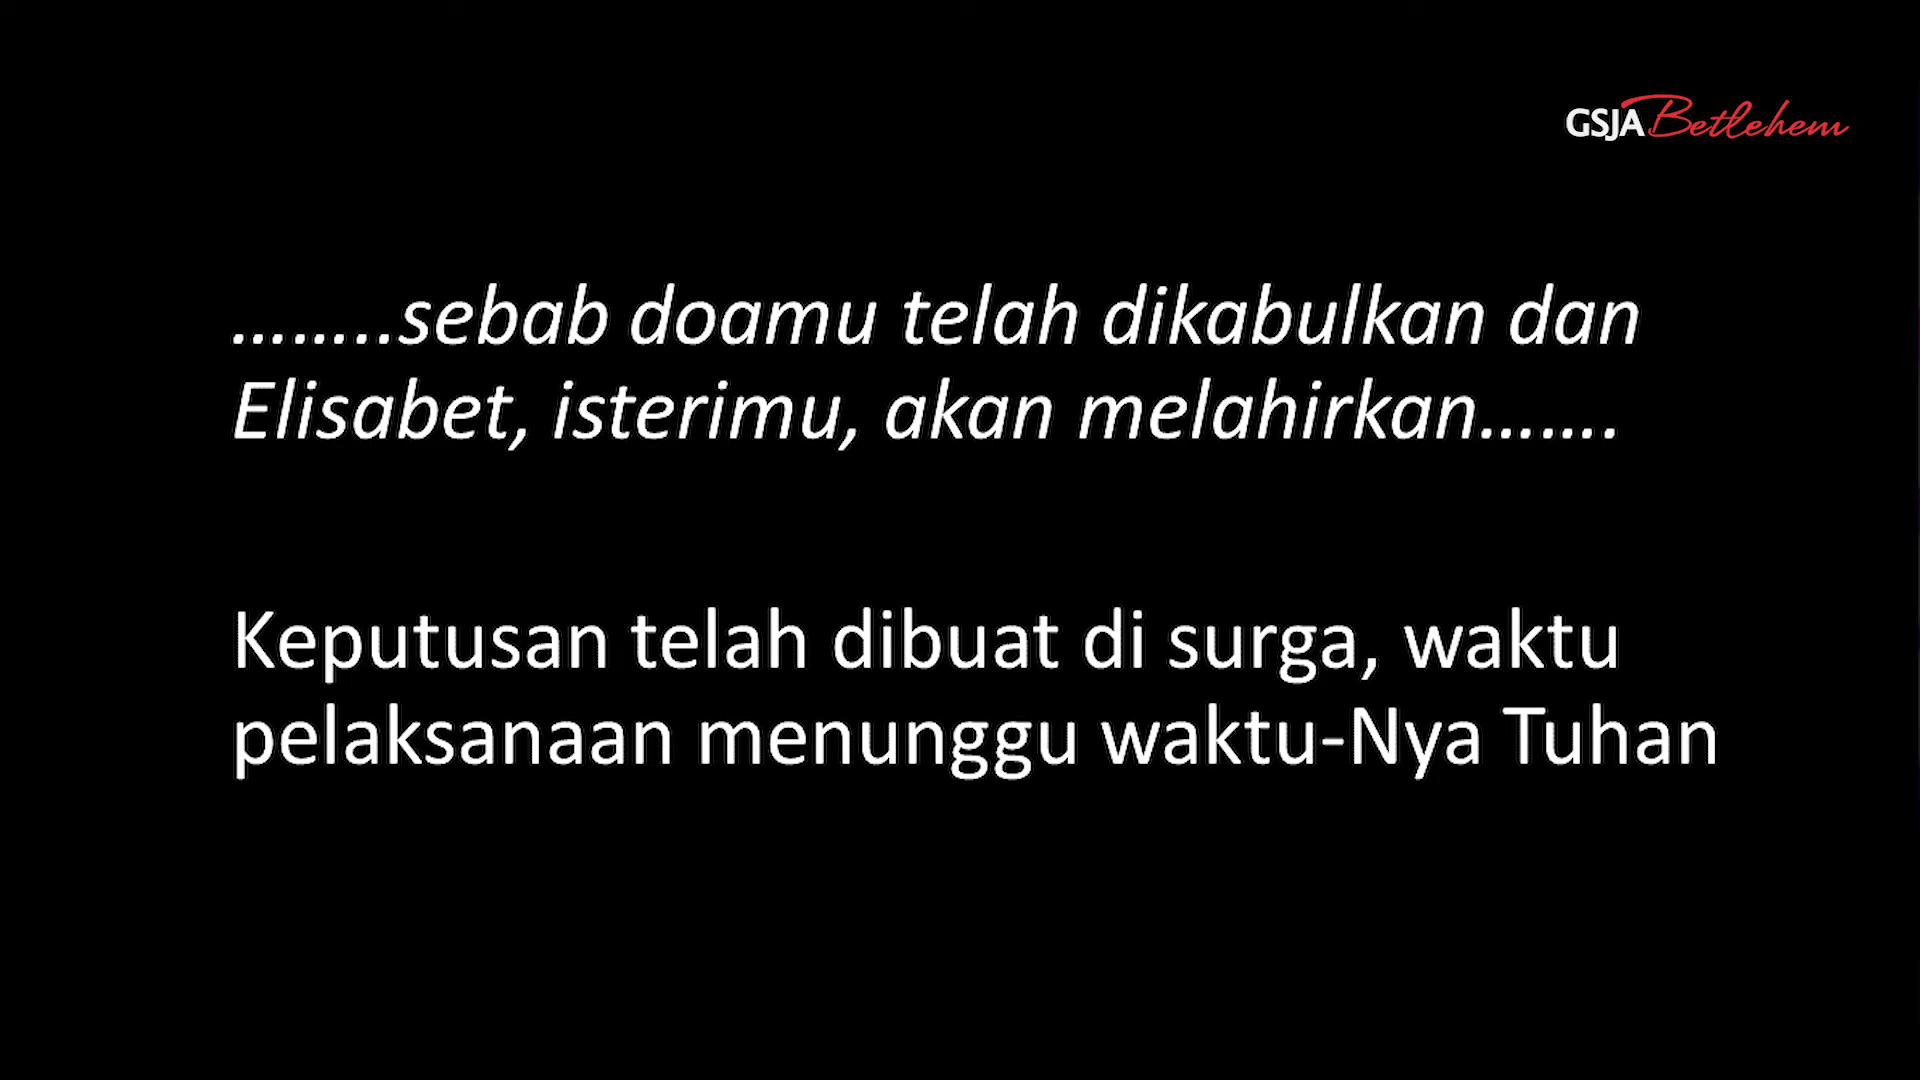 GSJA Betlehem
……..sebab doamu telah dikabulkan dan
Elisabet, isterimu, akan melahirkan…….
Keputusan telah dibuat di surga, waktu
pelaksanaan menunggu waktu-Nya Tuhan